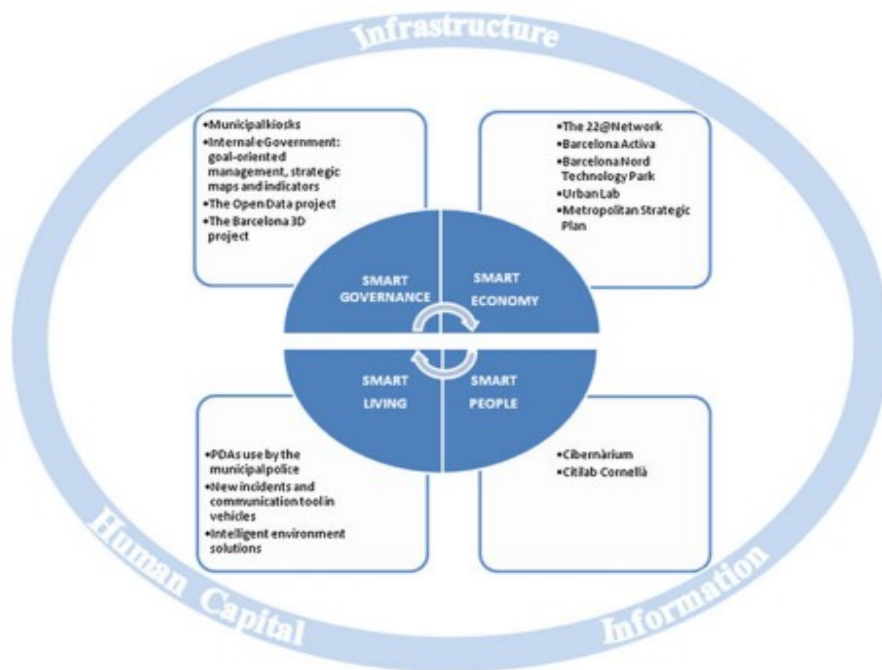 Infrastructure
•Municipalkiosks
•InternaleGovernment:
goal-oriented
management, strategic
maps and indicators
•The Open Data project
•The Barcelona 3D
project
•The 22@Network
•Barcelona Activa
•Barcelona Nord
Technology Park
•Urban Lab
•Metropolitan Strategic
Plan
SMART
GOVERNANCE
SMART
ECONOMY
SMART
LIVING
SMART
PEOPLE
•PDAs use by the
municipalpolice
•New incidents and
communication toolin
vehicles
•Intelligent environment
solutions
•Cibernàrium
•Citilab Cornellà
Human Capital
Information